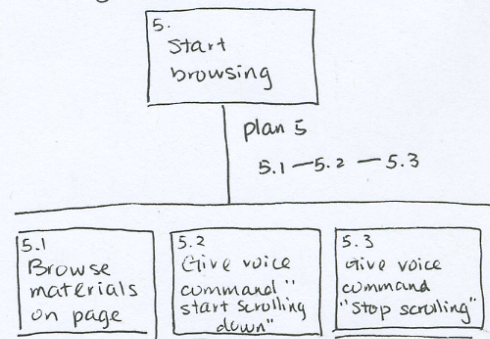 5.
Start
browsing
plan 5
5.1 — 5.2 — 5.3
5.1
Browse
materials
on page
5.2
Give voice
command "
start scrolling
down"
5.3
Give voice
command
"Stop scrolling"